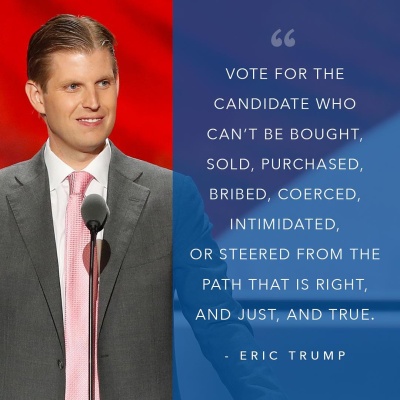 “
VOTE FOR THE
CANDIDATE WHO
CAN'T BE BOUGHT,
SOLD, PURCHASED,
BRIBED, COERCED,
INTIMIDATED,
OR STEERED FROM THE
PATH THAT IS RIGHT,
AND JUST, AND TRUE.
- ERIC TRUMP